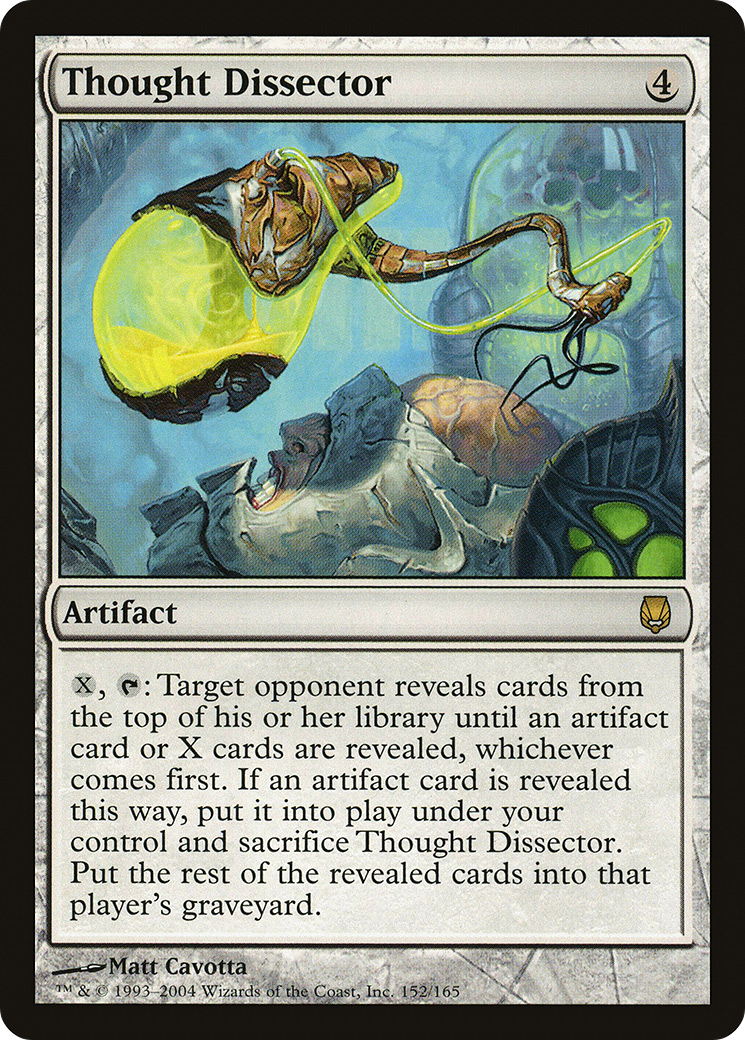 Thought Dissector 4
Artifact
X, : Target opponent reveals cards from
the top of his or her library until an artifact
card or X cards are revealed, whichever
comes first. If an artifact card is revealed
this way, put it into play under your
control and sacrifice Thought Dissector.
Put the rest of the revealed cards into that
player's graveyard.
Matt Cavotta
™ & © 1993–2004 Wizards of the Coast, Inc. 152/165